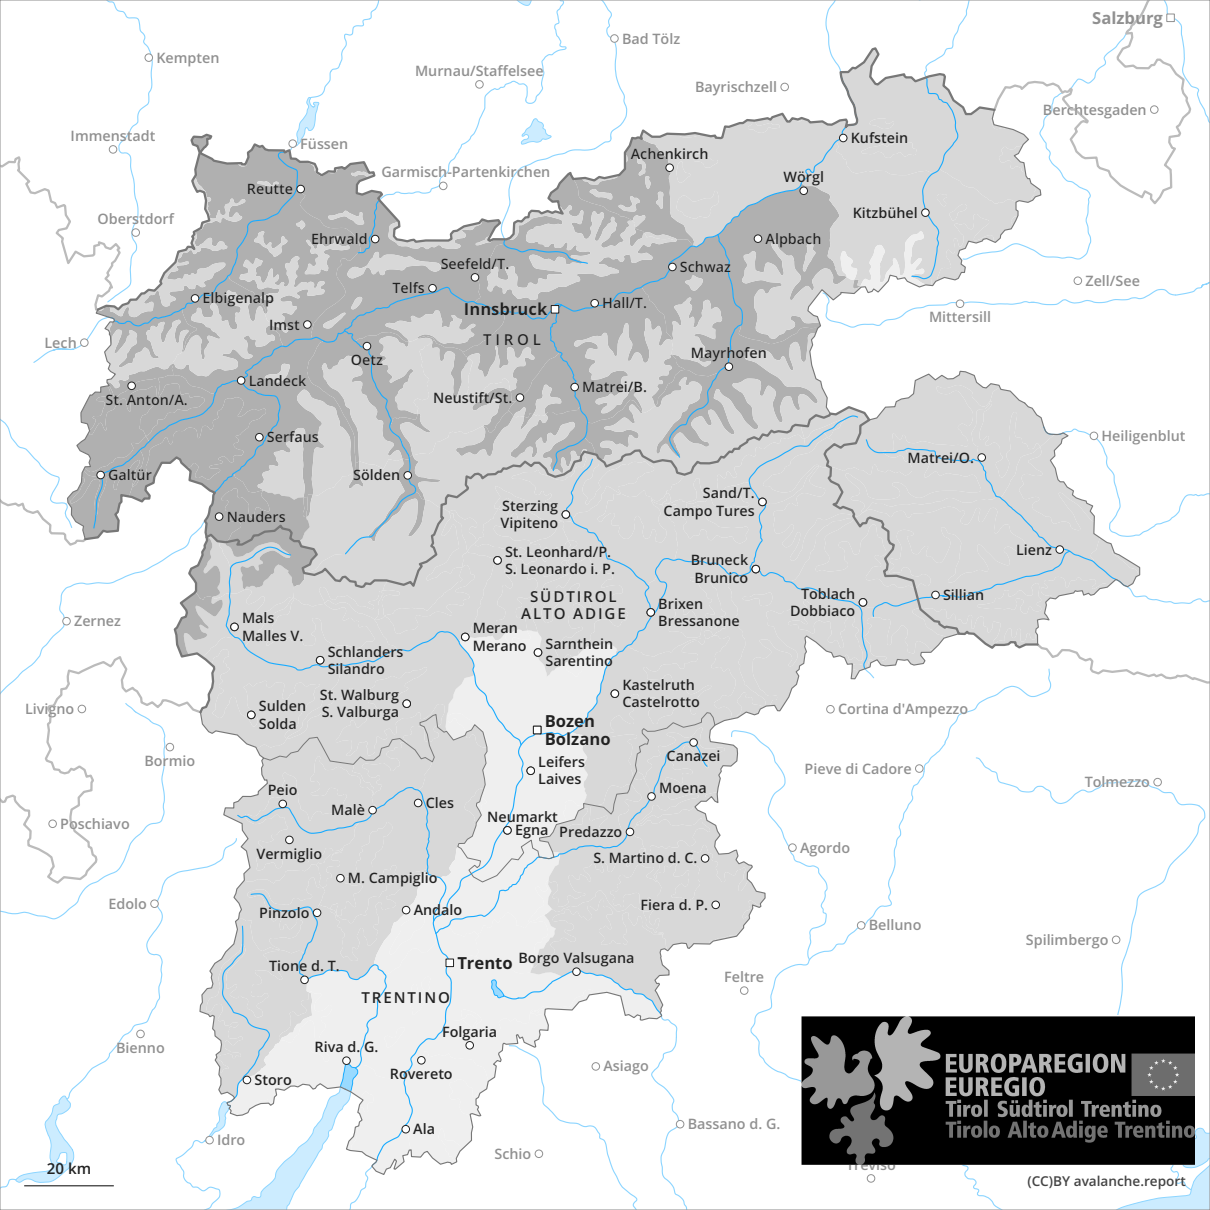 Salzburg
Bad Tölz
Kempten
Murnau/Staffelsee
Bayrischzell
Berchtesgaden
Immenstadt
Füssen
Kufstein
Achenkirch
Garmisch-Partenkirchen
Wörgl
Reutte
Oberstdorf
Kitzbühel
Ehrwald
Alpbach
Seefeld/T.
Schwaz
Zell/See
Telfs
Elbigenalp
Hall/T.
Innsbruck
Mittersill
Imst
TIROL
Lech
Oetz
Mayrhofen
Landeck
Matrei/B.
St. Anton/A.
Neustift/St.
Serfaus
Heiligenblut
Matrei/O.
Galtür
Sölden
Sand/T.
Campo Tures
Sterzing
Vipiteno
Nauders
St. Leonhard/P.
S. Leonardo i. P.
Lienz
Bruneck
Brunico
SÜDTIROL
ALTO ADIGE
Toblach
Dobbiaco
Sillian
Brixen
Bressanone
Zernez
Mals
Malles V.
Meran
Merano
Sarnthein
Sarentino
Schlanders
Silandro
Kastelruth
Castelrotto
St. Walburg
S. Valburga
Livigno
Sulden
Solda
Cortina d'Ampezzo
Bozen
Bolzano
Bormio
Canazei
Leifers
Laives
Pieve di Cadore
Tolmezzo
Peio
Moena
Malè
Cles
Neumarkt
Egna
Poschiavo
Predazzo
Vermiglio
Agordo
S. Martino d. C.
M. Campiglio
Edolo
Pinzolo
Andalo
Fiera d. P.
Belluno
Spilimbergo
Tione d. T.
Trento
Borgo Valsugana
Feltre
TRENTINO
Folgaria
Bienno
Riva d. G.
Rovereto
Asiago
Storo
EUROPAREGION
EUREGIO
Tirol Südtirol Trentino
Tirolo Alto Adige Trentino
Ala
Bassano d. G.
Idro
Schio
Treviso
20 km
(CC)BY avalanche.report